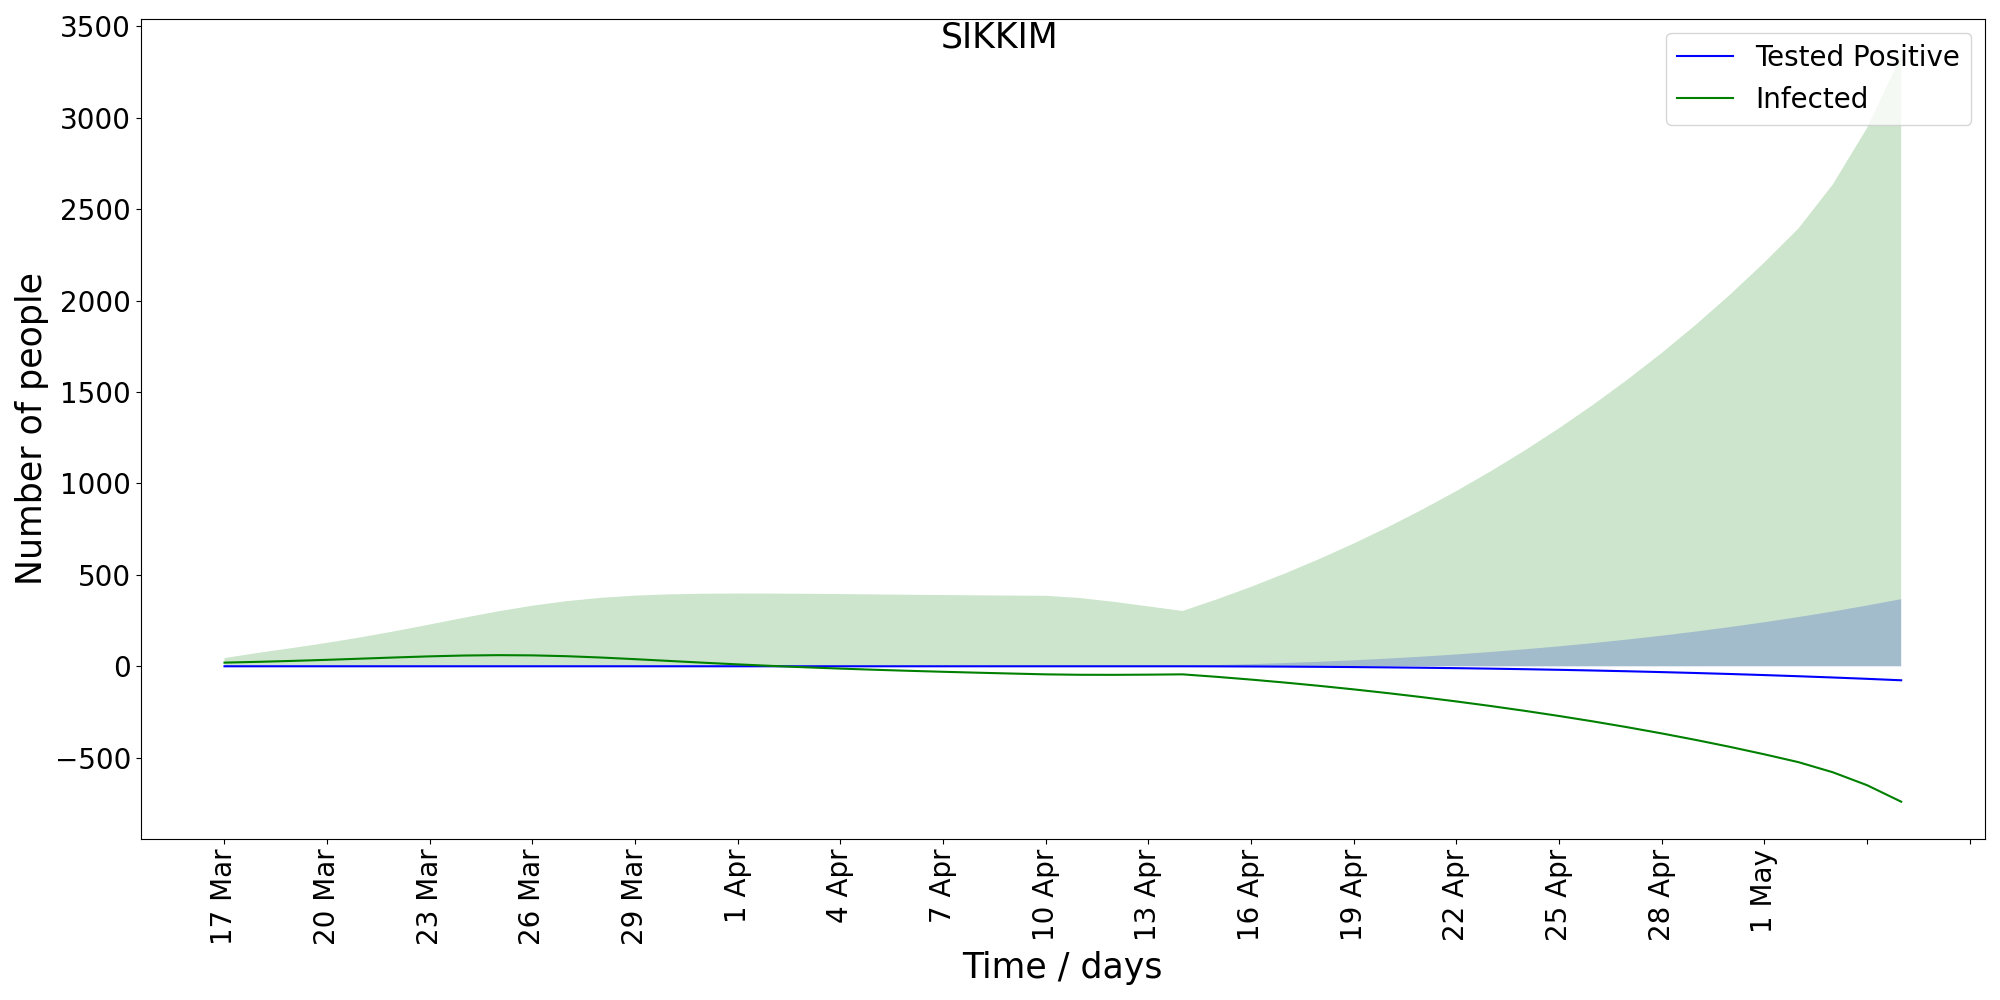 SIKKIM
Tested Positive
Infected
Number of people
3500
3000
2500
2000
1500
1000
500
0
−500
17 Mar
20 Mar
23 Mar
26 Mar
29 Mar
1 Apr
4 Apr
7 Apr
10 Apr
13 Apr
16 Apr
19 Apr
22 Apr
25 Apr
28 Apr
1 May
Time / days